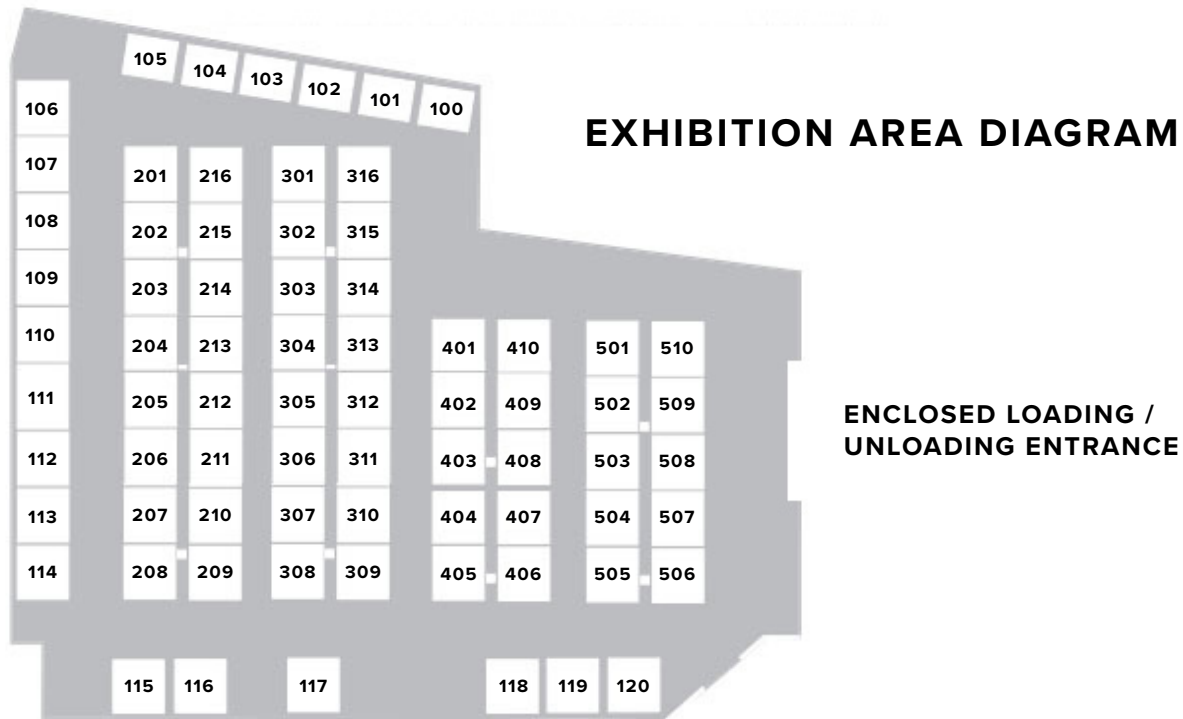 105 104 103 102 101 100
EXHIBITION AREA DIAGRAM
106
107
201 216 301 316
108
202 215 302 315
109
203 214 303 314
110
204 213 304 313
401 410 501 510
111
205 212 305 312
402 409 502 509
ENCLOSED LOADING /
UNLOADING ENTRANCE
112
206 211 306 311
403 408 503 508
113
207 210 307 310
404 407 504 507
114
208 209 308 309
405 406 505 506
115 116 117 118 119 120